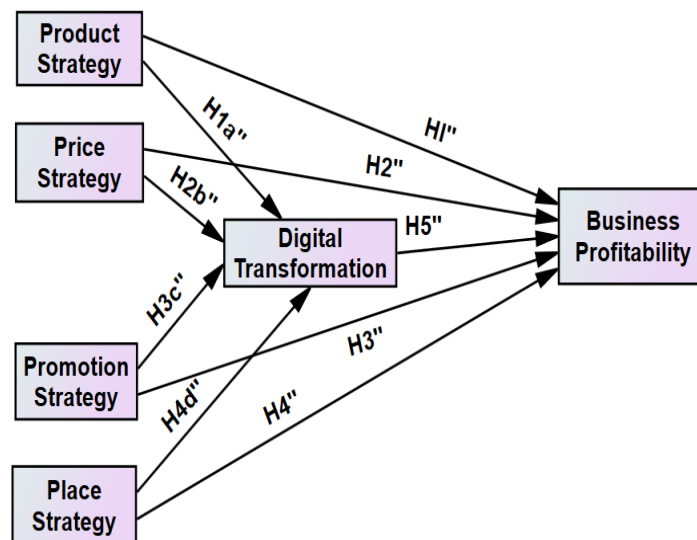 Product
Strategy
H1a"
Hl"
Price
Strategy
H2"
H2b"
Digital
Transformation
H5"
Business
Profitability
H3c"
Promotion
Strategy
H3"
H4d"
H4"
Place
Strategy